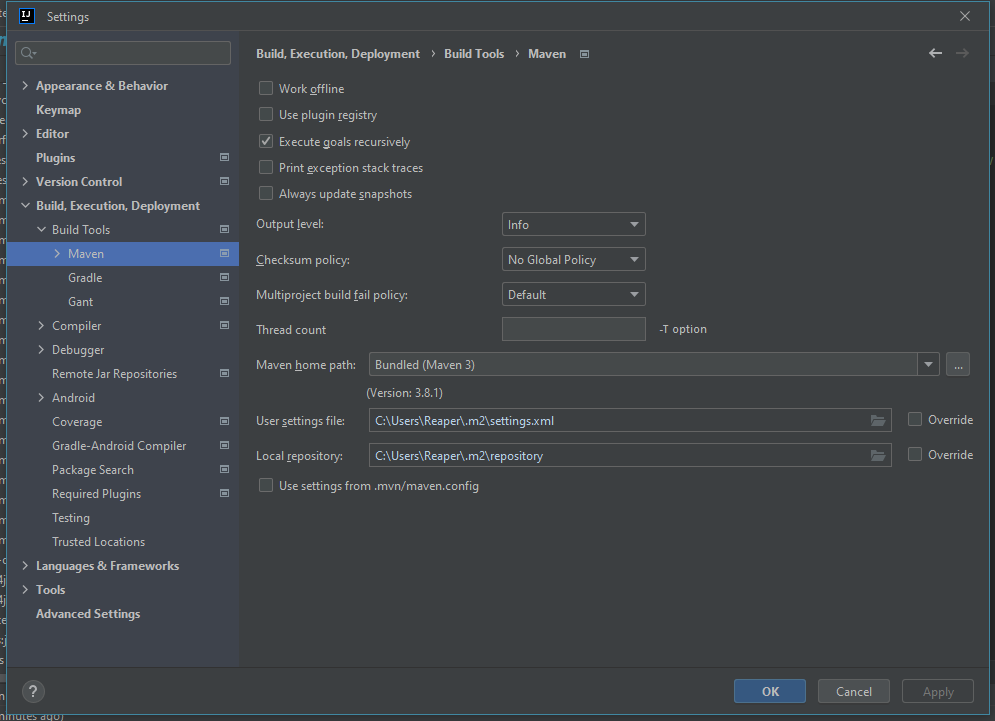 IJ
Settings
Build, Execution, Deployment › Build Tools › Maven
Appearance & Behavior
Keymap
Editor
Plugins
Version Control
Build, Execution, Deployment
Build Tools
Maven
Gradle
Gant
Compiler
Debugger
Remote Jar Repositories
Android
Coverage
Gradle-Android Compiler
Package Search
Required Plugins
Testing
Trusted Locations
Languages & Frameworks
Tools
Advanced Settings
Work offline
Use plugin registry
Execute goals recursively
Print exception stack traces
Always update snapshots
Output level: Info
Checksum policy: No Global Policy
Multiproject build fail policy: Default
Thread count -T option
Maven home path: Bundled (Maven 3) ...
(Version: 3.8.1)
User settings file: C:\Users\Reaper\.m2\settings.xml Override
Local repository: C:\Users\Reaper\.m2\repository Override
Use settings from .mvn/maven.config
? OK Cancel Apply
minutes ago)